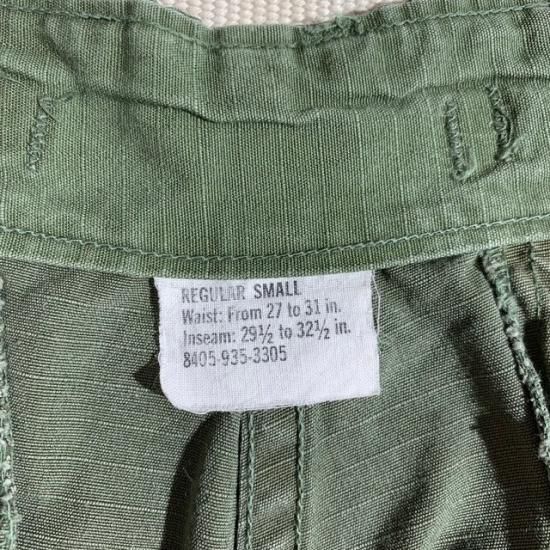 REGULAR SMALL
Waist: From 27 to 31 in.
Inseam: 29½ to 32½ in.
8405-935-3305